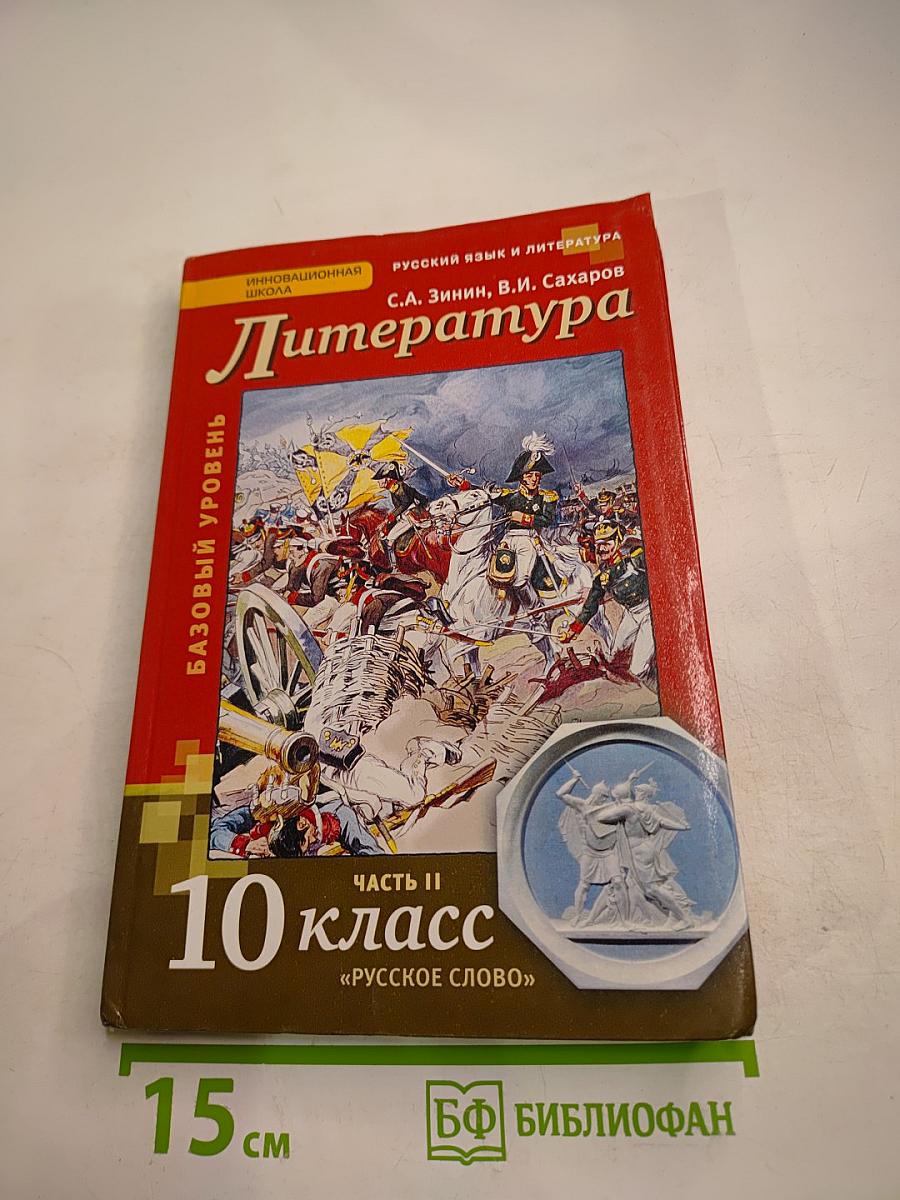 РУССКИЙ ЯЗЫК И ЛИТЕРАТУРА
ИННОВАЦИОННАЯ
ШКОЛА
С.А. Зинин, В.И. Сахаров
Литература
БАЗОВЫЙ УРОВЕНЬ
ЧАСТЬ II
10 класс
«РУССКОЕ СЛОВО»
15 см
БФ БИБЛИОФАН